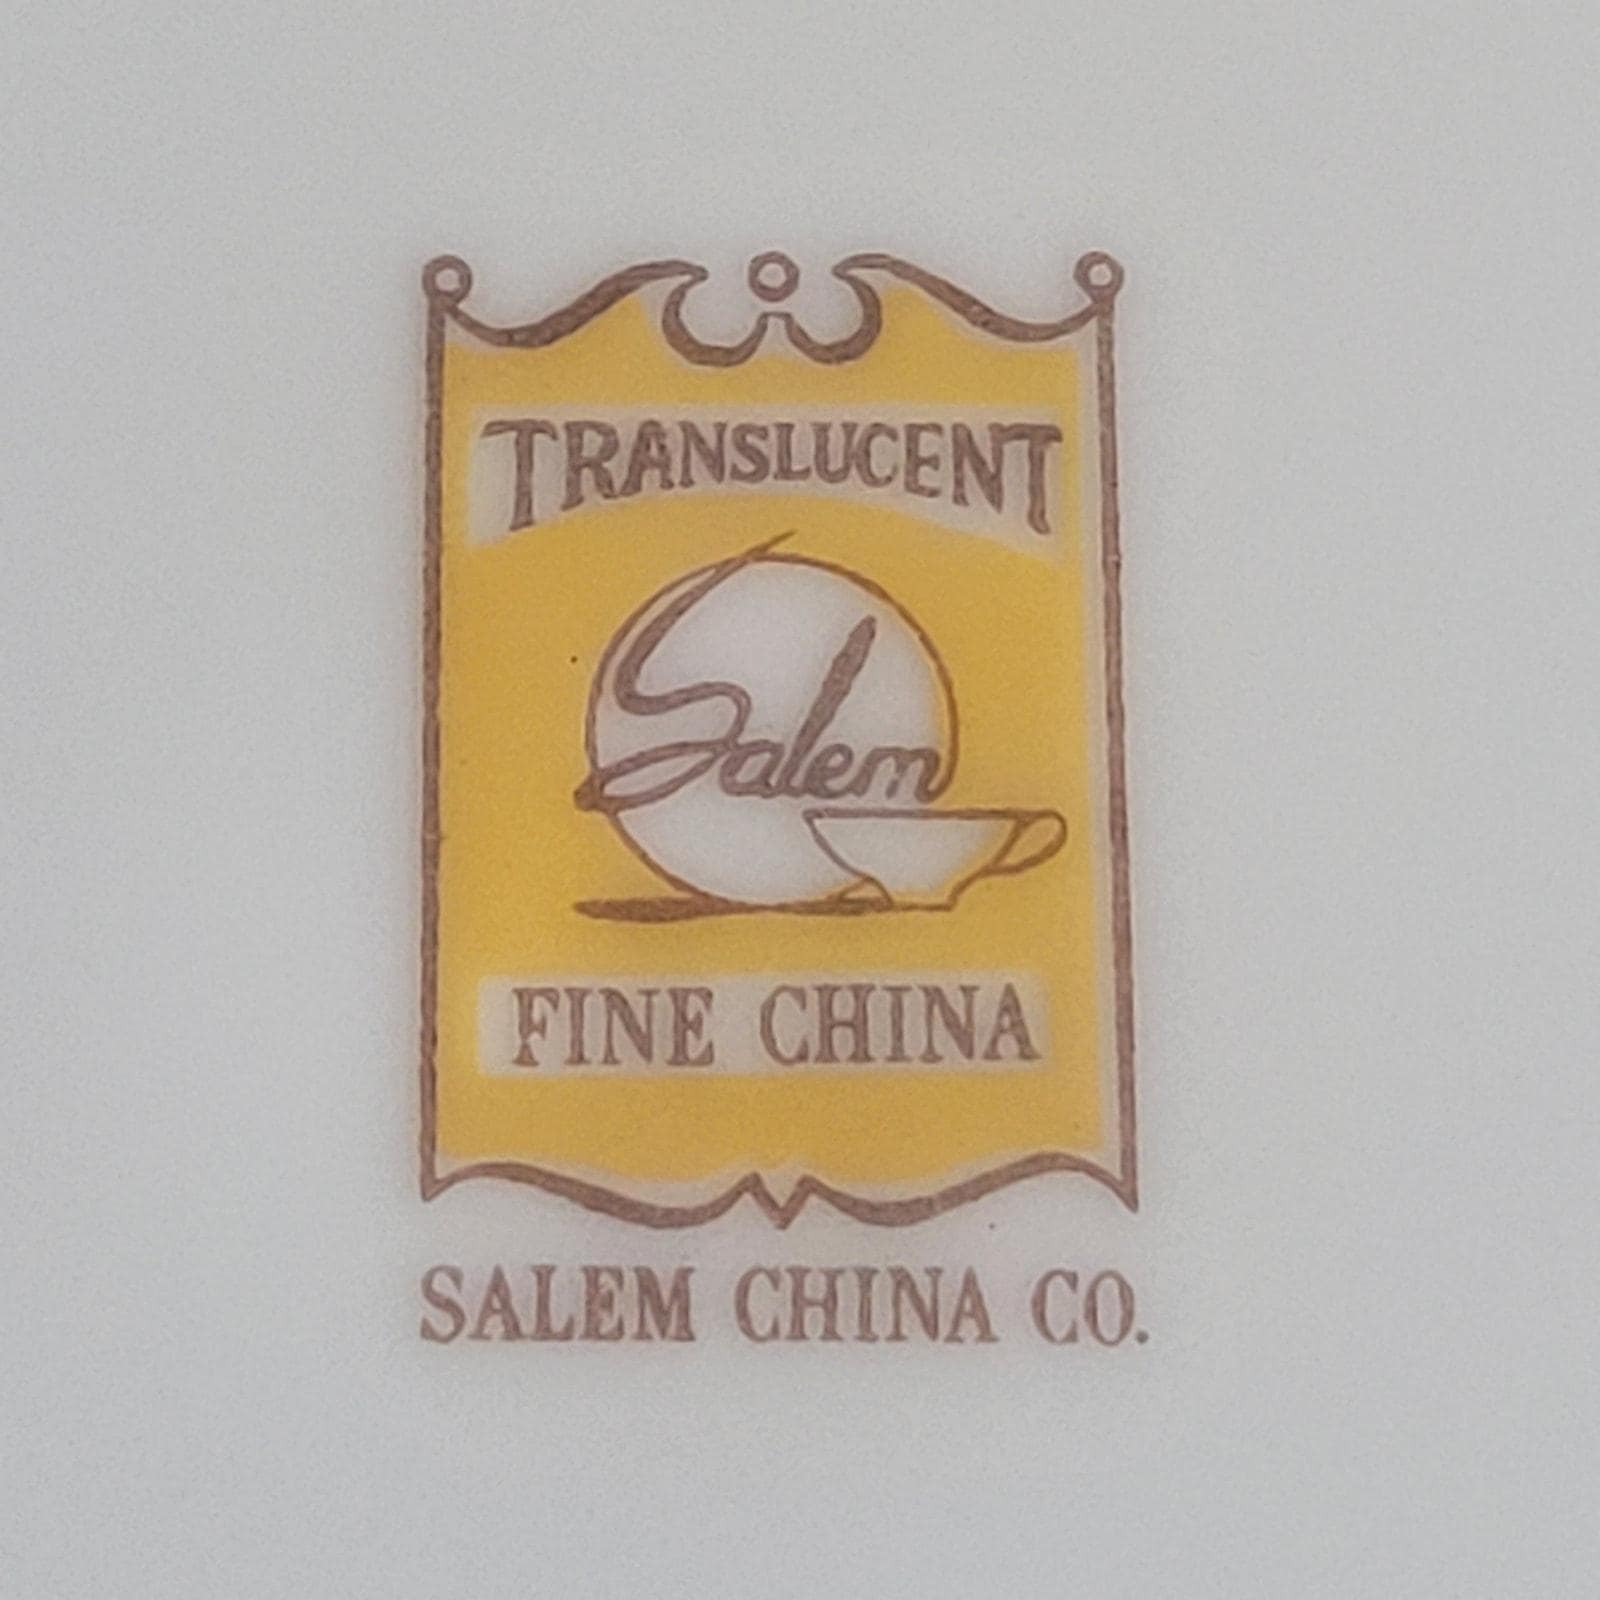 TRANSLUCENT
Salem
FINE CHINA
SALEM CHINA CO.